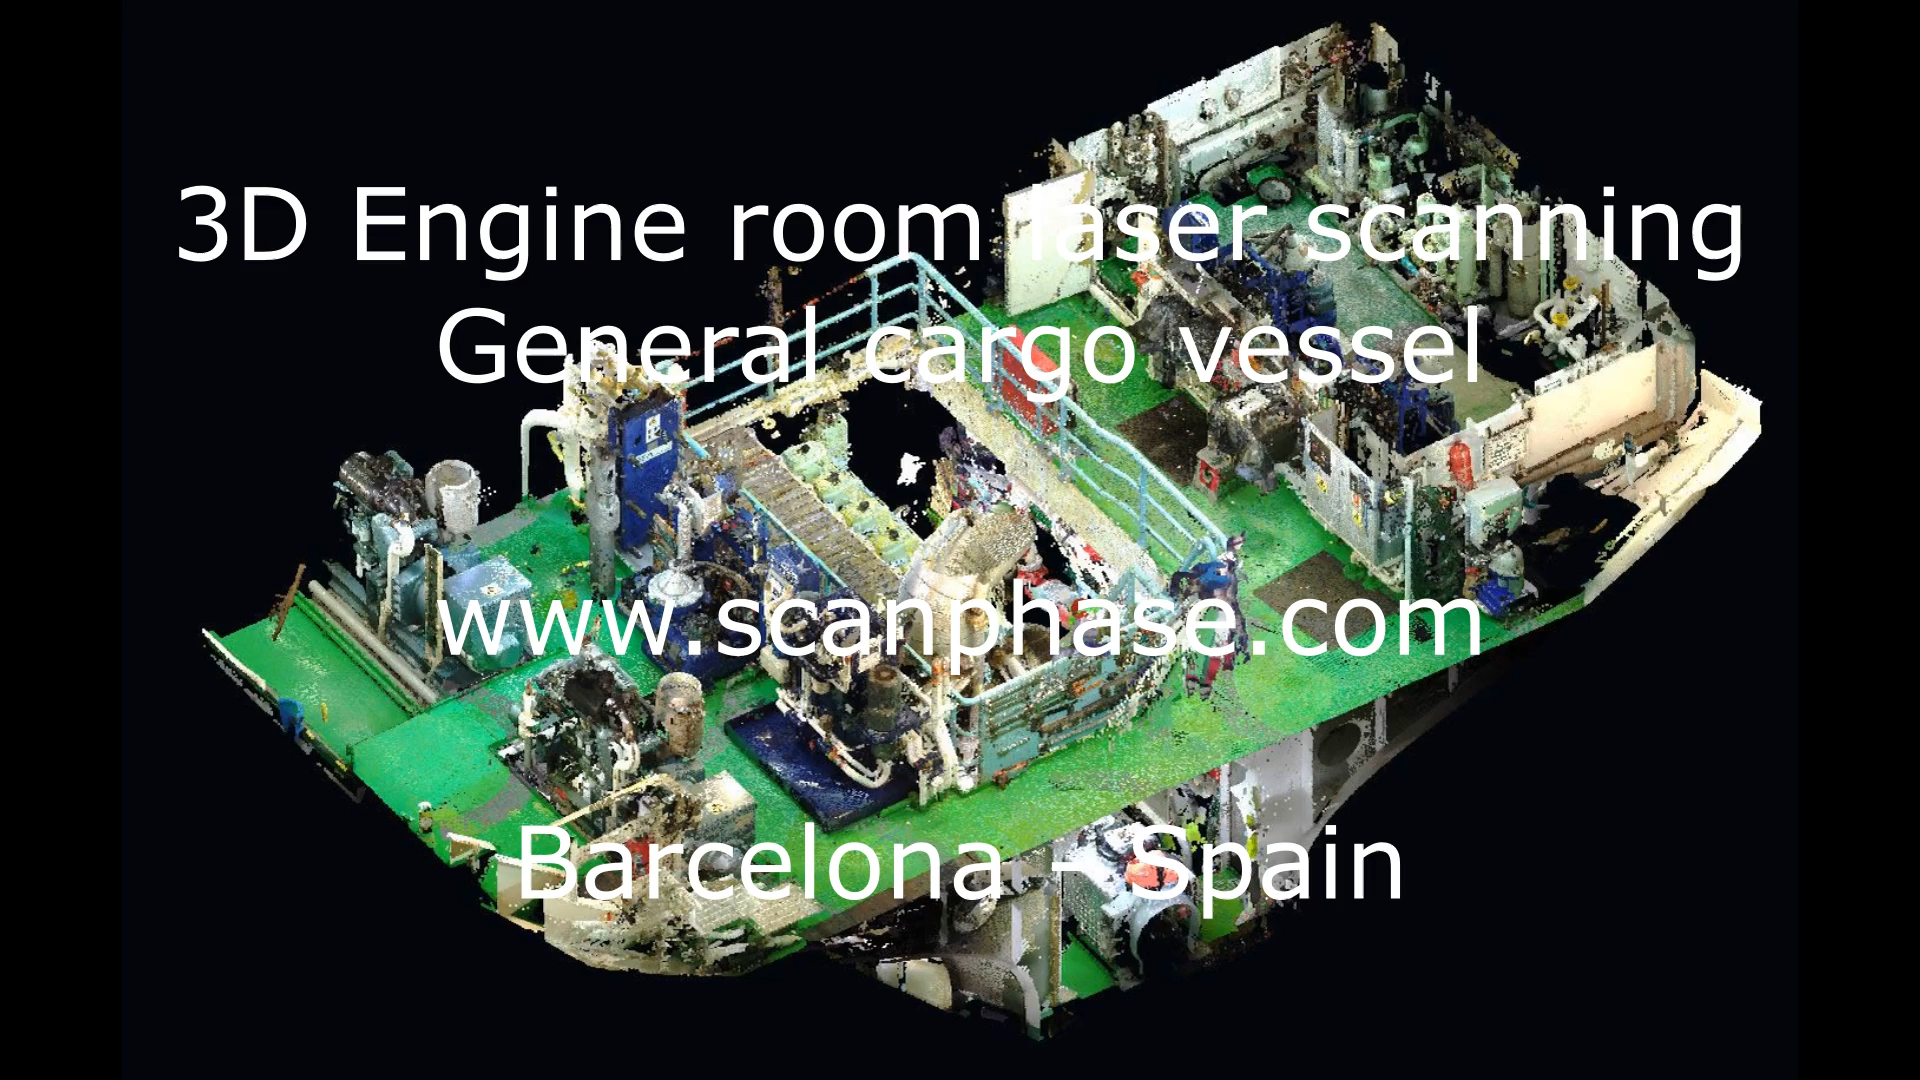 3D Engine room laser scanning
General cargo vessel
www.scanphase.com
Barcelona - Spain